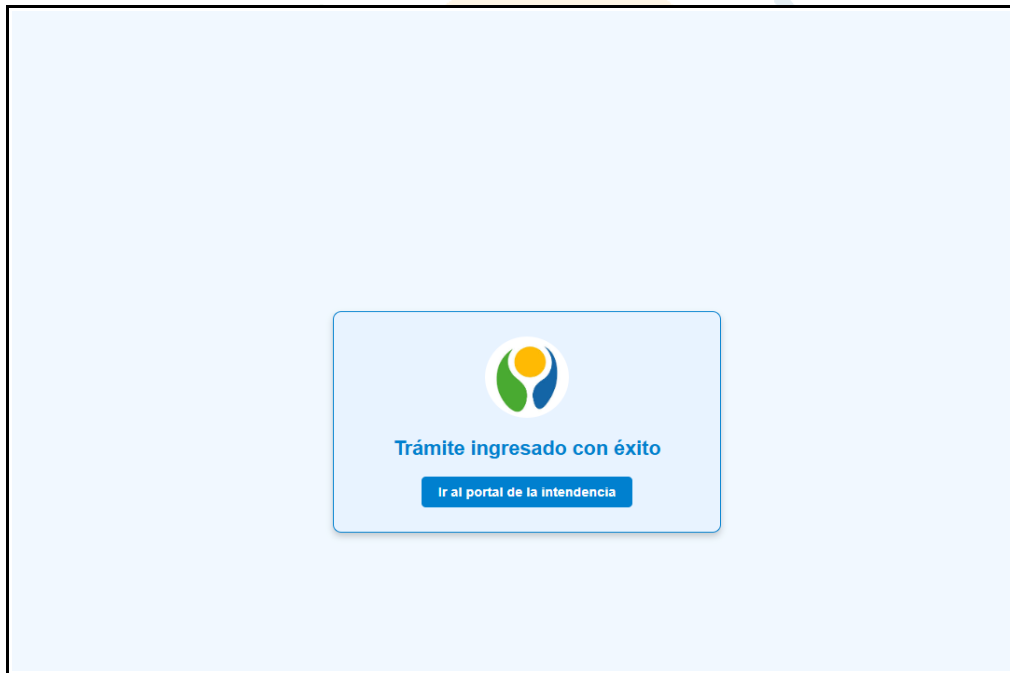 Trámite ingresado con éxito
Ir al portal de la intendencia